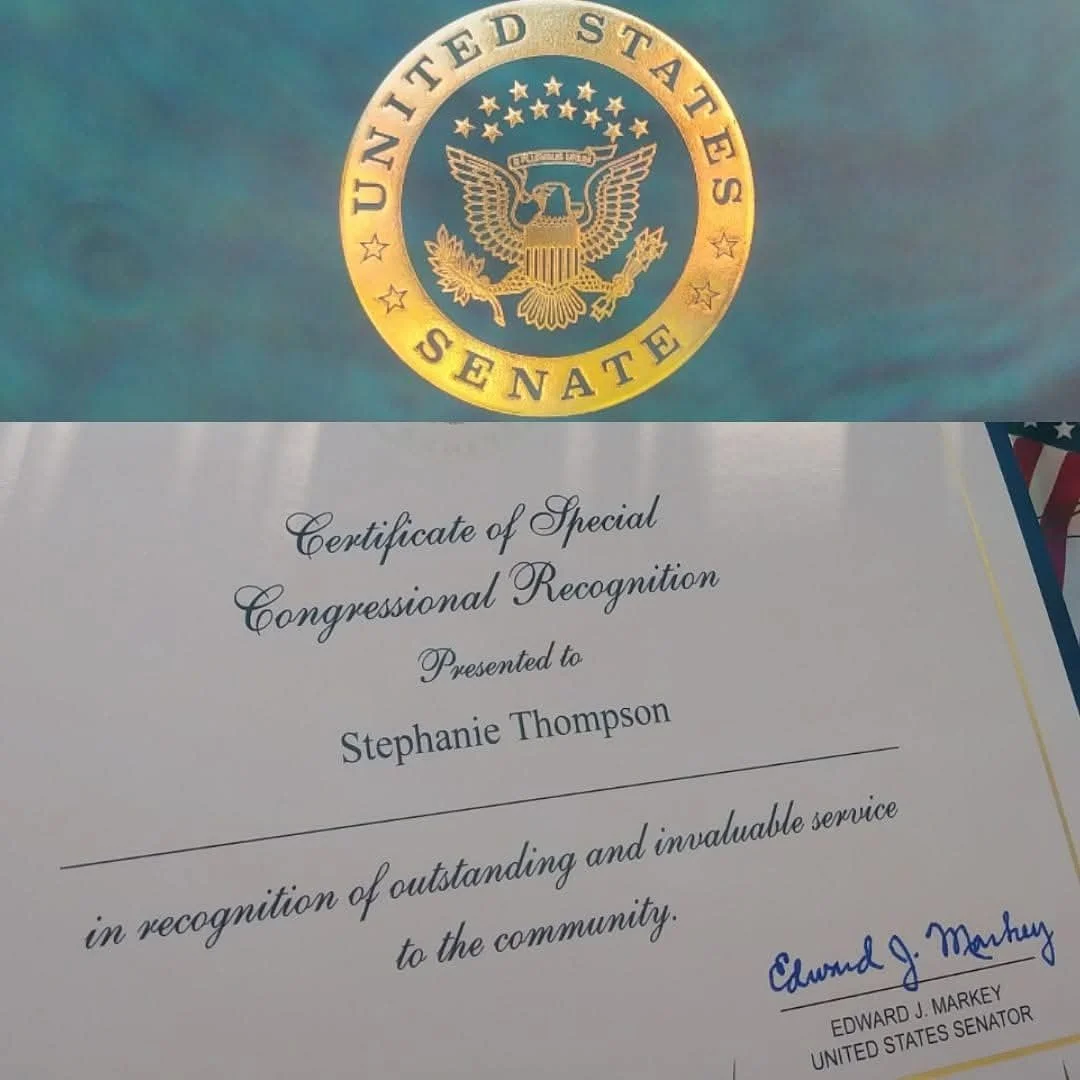 UNITED STATES
E PLURIBUS UNUM
SENATE
Certificate of Special
Congressional Recognition
Presented to
Stephanie Thompson
in recognition of outstanding and invaluable service
to the community.
Edward J. Markey
EDWARD J. MARKEY
UNITED STATES SENATOR